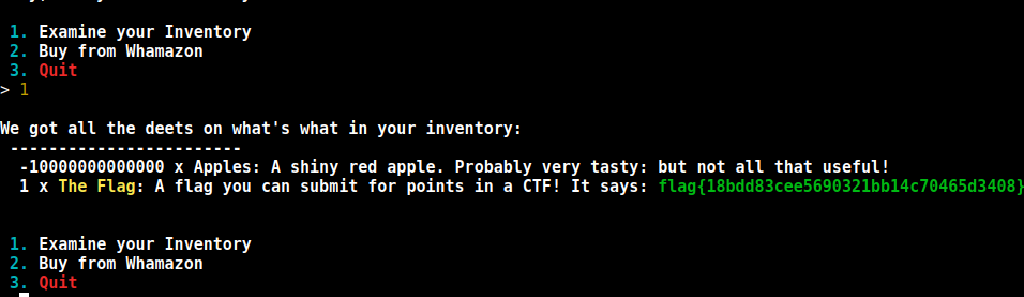 1. Examine your Inventory
2. Buy from Whamazon
3. Quit
> 1
We got all the deets on what's what in your inventory:
------------------------
-10000000000000 x Apples: A shiny red apple. Probably very tasty: but not all that useful!
1 x The Flag: A flag you can submit for points in a CTF! It says: flag{18bdd83cee5690321bb14c70465d3408}
1. Examine your Inventory
2. Buy from Whamazon
3. Quit